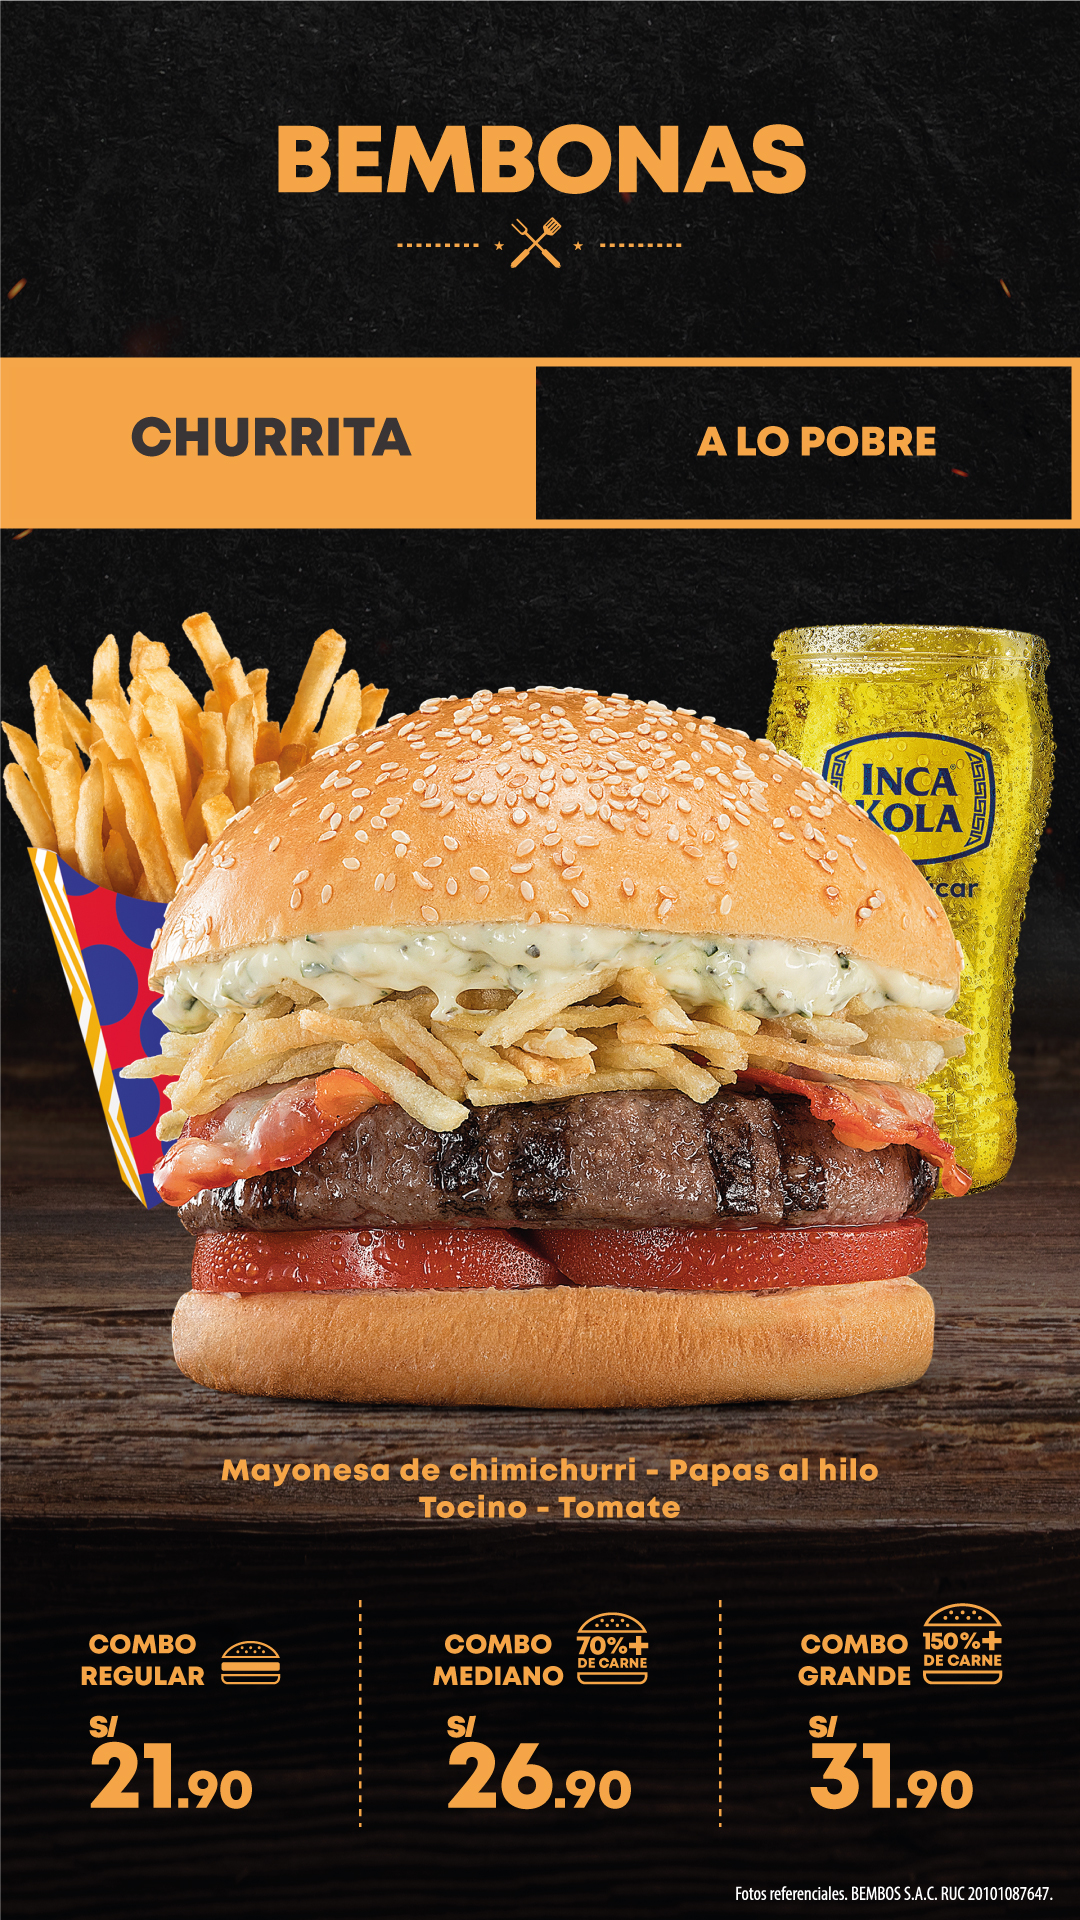 BEMBONAS
CHURRITA
A LO POBRE
INCA
KOLA
Mayonesa de chimichurri - Papas al hilo
Tocino - Tomate
COMBO
REGULAR
S/
21.90
COMBO
MEDIANO
70%+
DE CARNE
S/
26.90
COMBO
GRANDE
150%+
DE CARNE
S/
31.90
Fotos referenciales. BEMBOS S.A.C. RUC 20101087647.